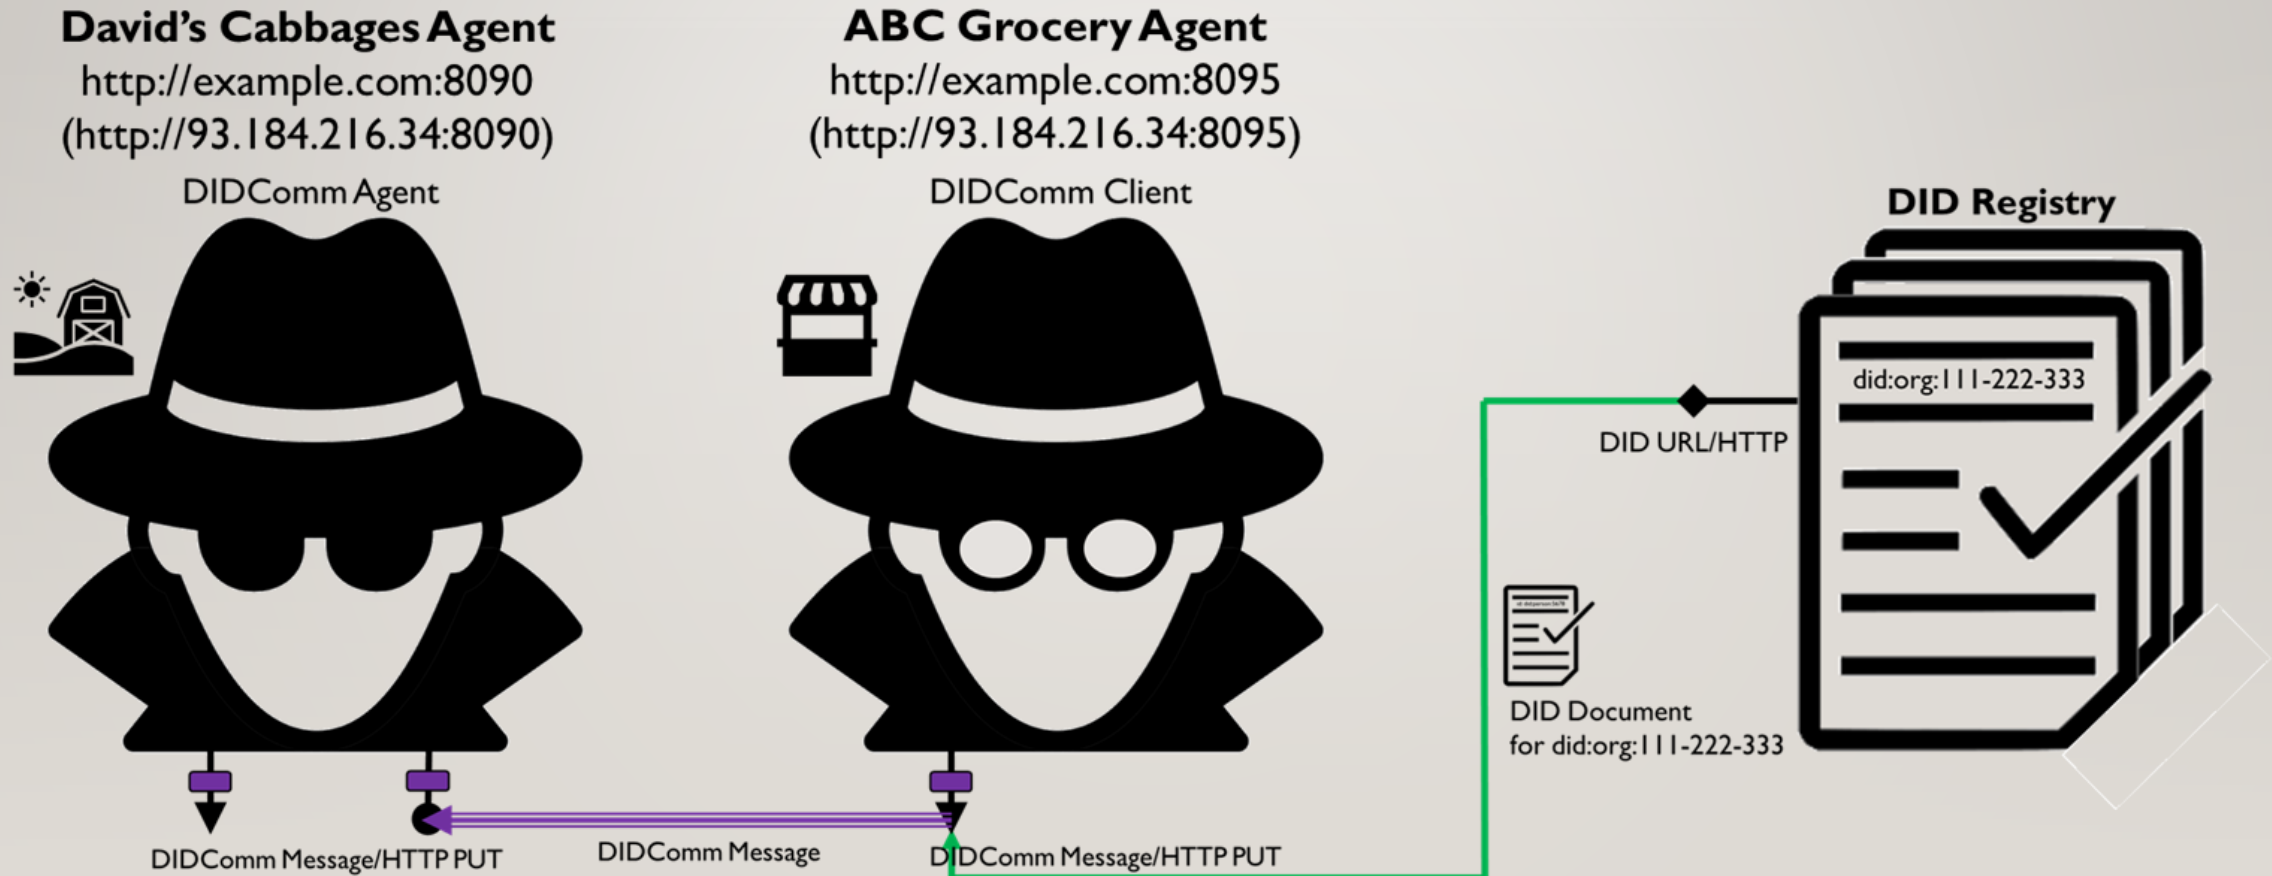 David's Cabbages Agent
http://example.com:8090
(http://93.184.216.34:8090)
DIDComm Agent
ABC Grocery Agent
http://example.com:8095
(http://93.184.216.34:8095)
DIDComm Client
DID Registry
did:org:111-222-333
DID URL/HTTP
DID Document
for did:org:111-222-333
DIDComm Message/HTTP PUT
DIDComm Message
DIDComm Message/HTTP PUT